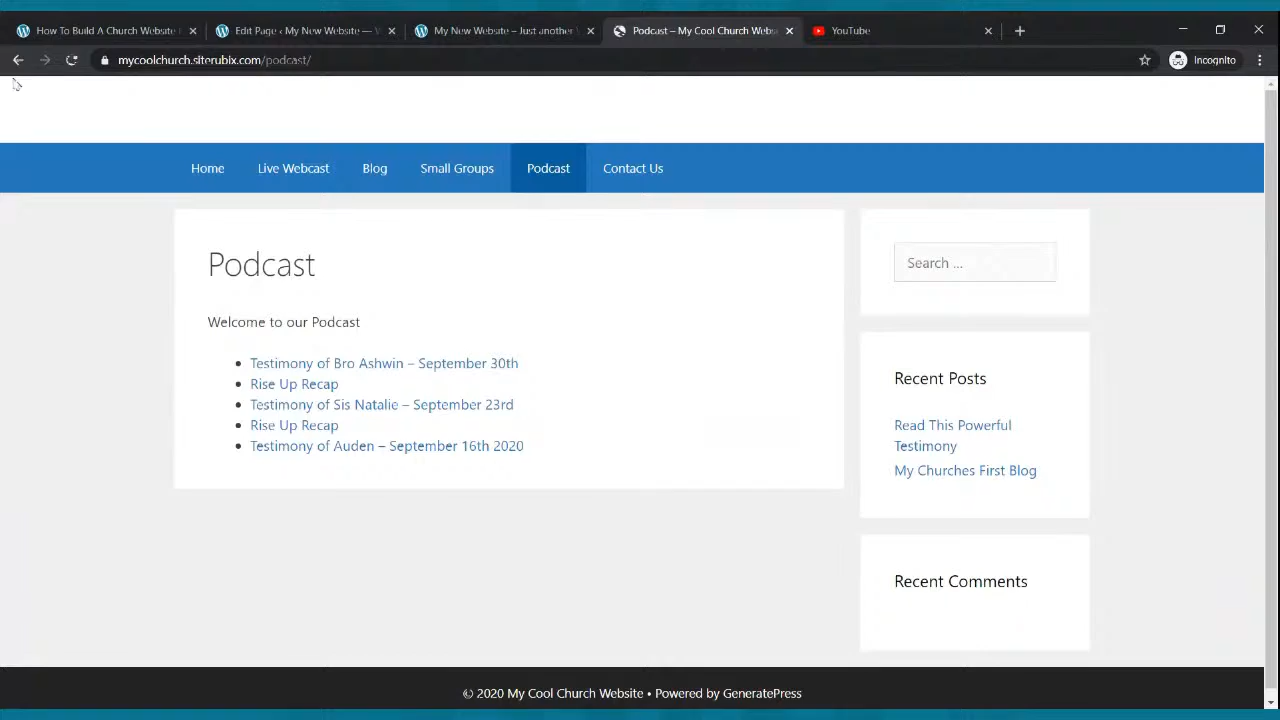 How To Build A Church Website
Edit Page ‹ My New Website —
My New Website – Just another
Podcast – My Cool Church Webs
YouTube
mycoolchurch.siterubix.com/podcast/
Incognito
Home
Live Webcast
Blog
Small Groups
Podcast
Contact Us
Podcast
Welcome to our Podcast
Testimony of Bro Ashwin – September 30th
Rise Up Recap
Testimony of Sis Natalie – September 23rd
Rise Up Recap
Testimony of Auden – September 16th 2020
Search ...
Recent Posts
Read This Powerful
Testimony
My Churches First Blog
Recent Comments
© 2020 My Cool Church Website • Powered by GeneratePress